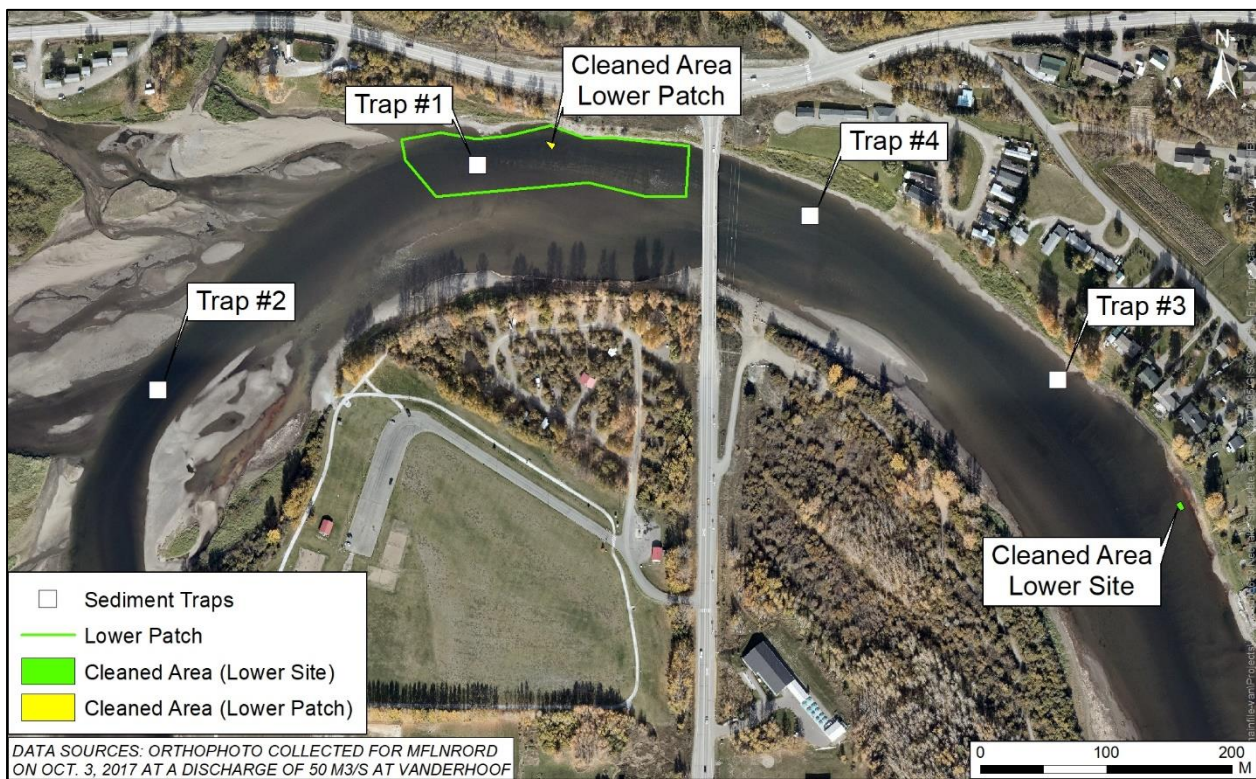 Cleaned Area
Lower Patch
N
Trap #1
Trap #4
Trap #2
Trap #3
Cleaned Area
Lower Site
Sediment Traps
Lower Patch
Cleaned Area (Lower Site)
Cleaned Area (Lower Patch)
DATA SOURCES: ORTHOPHOTO COLLECTED FOR MFLNRORD
ON OCT. 3, 2017 AT A DISCHARGE OF 50 M3/S AT VANDERHOOF
0 100 200
M